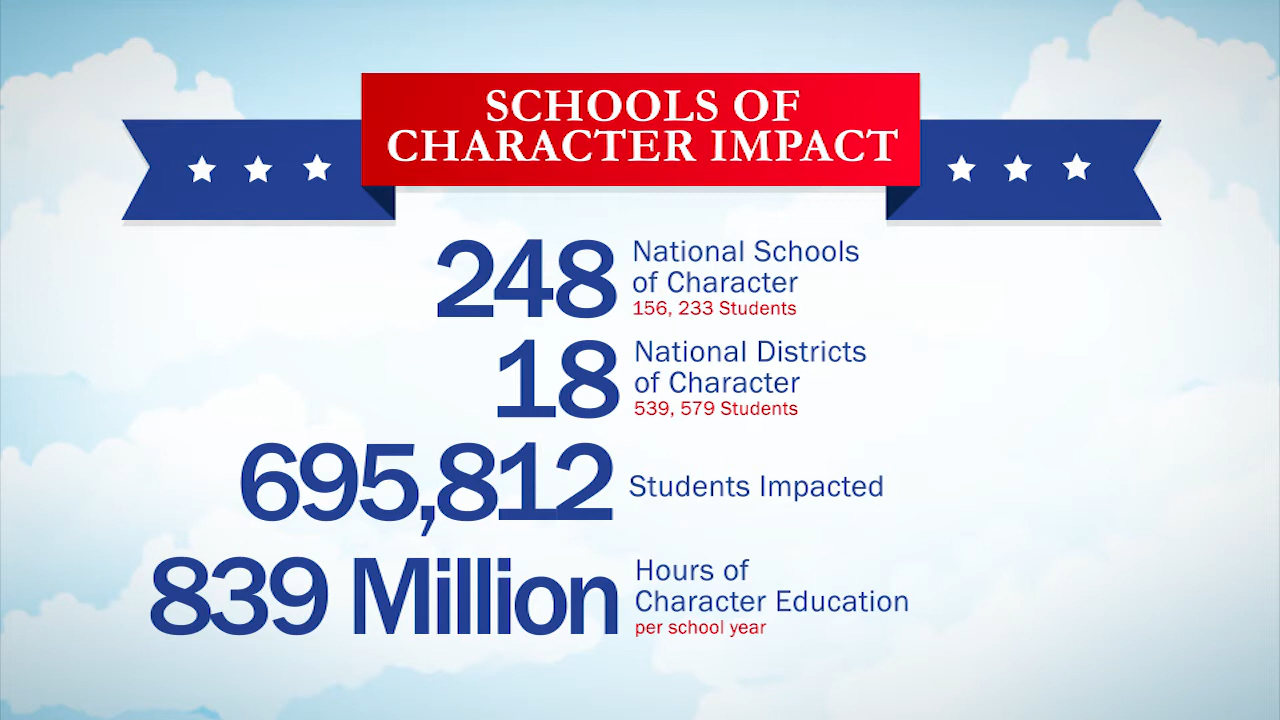 SCHOOLS OF
CHARACTER IMPACT
248
National Schools
of Character
156, 233 Students
18
National Districts
of Character
539, 579 Students
695,812
Students Impacted
839 Million
Hours of
Character Education
per school year